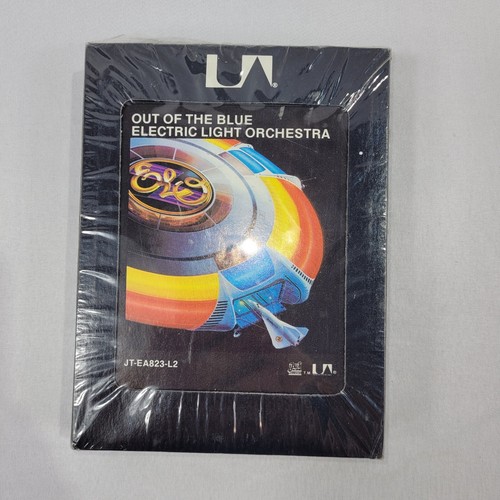 UA®
OUT OF THE BLUE
ELECTRIC LIGHT ORCHESTRA
ELO
JT-EA823-L2
T.M. UA®